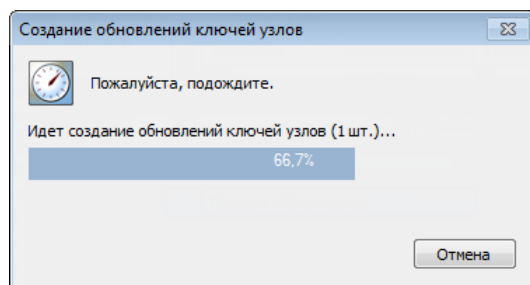 Создание обновлений ключей узлов
Пожалуйста, подождите.
Идет создание обновлений ключей узлов (1 шт.)...
66,7%
Отмена